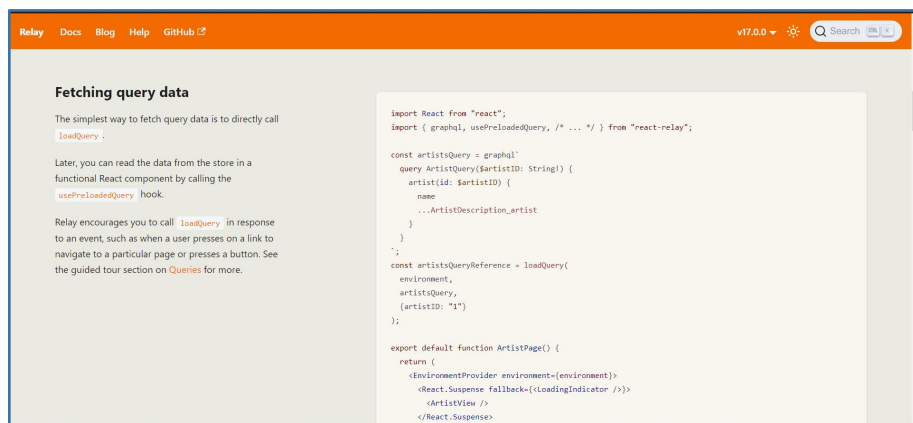 Relay Docs Blog Help GitHub
v17.0.0
Search
Fetching query data
The simplest way to fetch query data is to directly call
loadQuery .
Later, you can read the data from the store in a
functional React component by calling the
usePreloadedQuery hook.
Relay encourages you to call loadQuery in response
to an event, such as when a user presses on a link to
navigate to a particular page or presses a button. See
the guided tour section on Queries for more.
import React from "react";
import { graphql, usePreloadedQuery, /* ... */ } from "react-relay";
const artistsQuery = graphql`
query ArtistQuery($artistID: String!) {
artist(id: $artistID) {
name
...ArtistDescription_artist
}
}
`;
const artistsQueryReference = loadQuery(
environment,
artistsQuery,
{artistID: "1"}
);
export default function ArtistPage() {
return (
<EnvironmentProvider environment={environment}>
<React.Suspense fallback={<LoadingIndicator />}>
<ArtistView />
</React.Suspense>